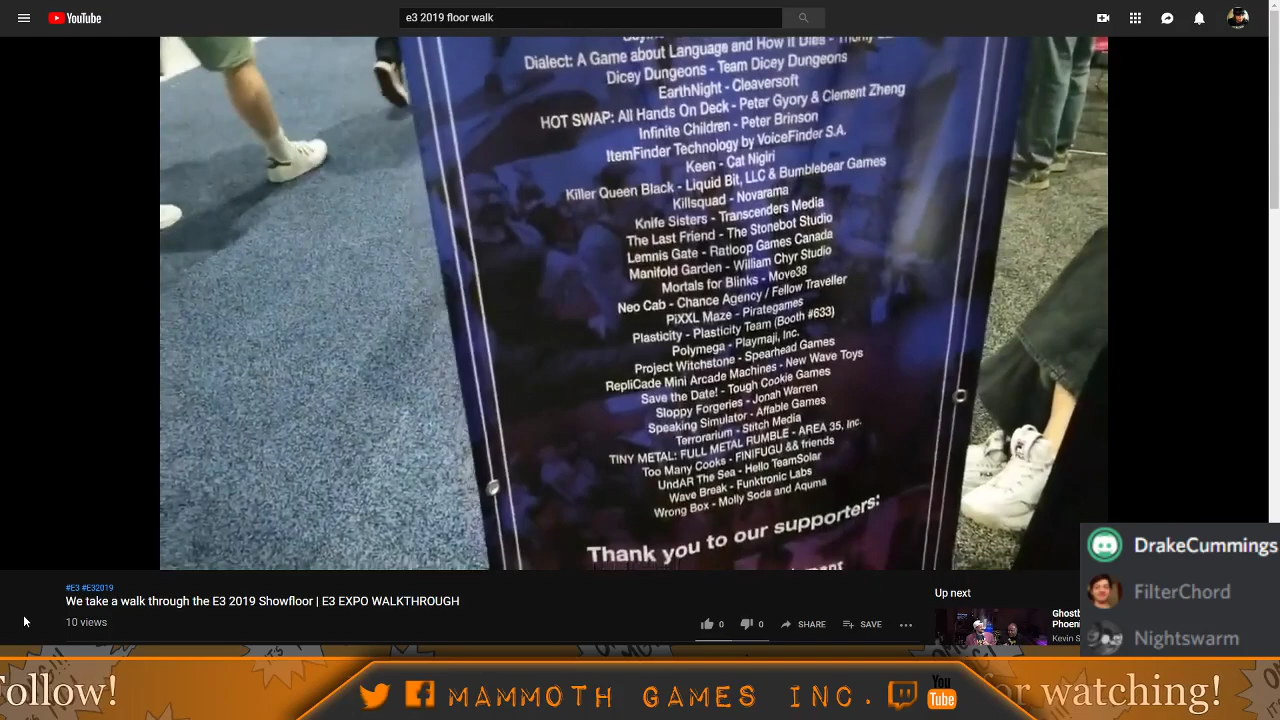 YouTube
e3 2019 floor walk
Dialect: A Game about Language and How It Dies -
Dicey Dungeons - Team Dicey Dungeons
EarthNight - Cleaversoft
HOT SWAP: All Hands On Deck - Peter Gyory & Clement Zheng
Infinite Children - Peter Brinson
ItemFinder Technology by VoiceFinder S.A.
Keen - Cat Nigiri
Killer Queen Black - Liquid Bit, LLC & Bumblebear Games
Killsquad - Novarama
Knife Sisters - Transcenders Media
The Last Friend - The Stonebot Studio
Lemnis Gate - Ratloop Games Canada
Manifold Garden - William Chyr Studio
Mortals for Blinks - Move38
Neo Cab - Chance Agency / Fellow Traveller
PiXXL Maze - Pirategames
Plasticity - Plasticity Team (Booth #633)
Polymega - Playmaji, Inc.
Project Witchstone - Spearhead Games
RepliCade Mini Arcade Machines - New Wave Toys
Save the Date! - Tough Cookie Games
Sloppy Forgeries - Jonah Warren
Speaking Simulator - Affable Games
Terrorarium - Stitch Media
TINY METAL: FULL METAL RUMBLE - AREA 35, Inc.
Too Many Cooks - FINIFUGU && friends
UndAR The Sea - Hello TeamSolar
Wave Break - Funktronic Labs
Wrong Box - Molly Soda and Aquma
Thank you to our supporters:
#E3 #E32019
We take a walk through the E3 2019 Showfloor | E3 EXPO WALKTHROUGH
10 views
0
0
SHARE
SAVE
Up next
Ghostb
Phoeni
Kevin S
DrakeCummings
FilterChord
Nightswarm
Follow!
MAMMOTH GAMES INC.
You
Tube
for watching!